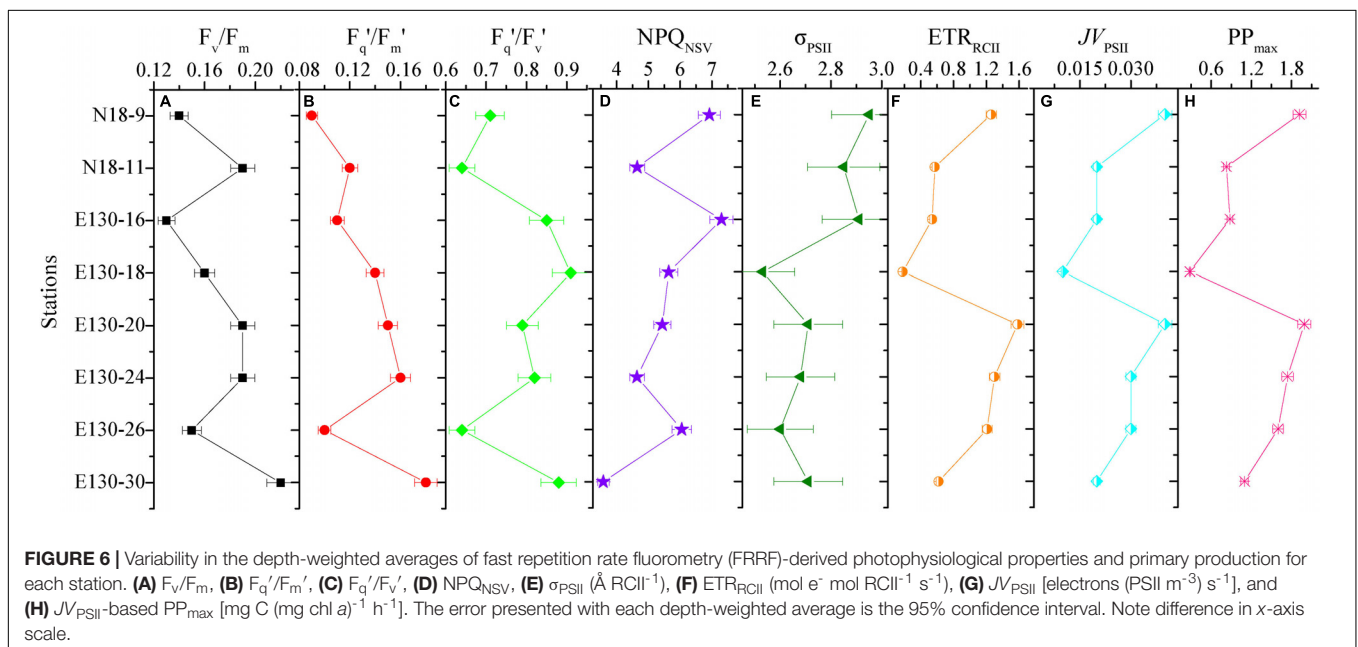 Fv/Fm Fq′/Fm′ Fq′/Fv′ NPQNSV σPSII ETRRCII JVPSII PPmax
0.12 0.16 0.20 0.08 0.12 0.16 0.6 0.7 0.8 0.9 4 5 6 7 2.6 2.8 3.0 0.4 0.8 1.2 1.6 0.015 0.030 0.6 1.2 1.8
A B C D E F G H
N18-9
N18-11
E130-16
E130-18
E130-20
E130-24
E130-26
E130-30
Stations
FIGURE 6 | Variability in the depth-weighted averages of fast repetition rate fluorometry (FRRF)-derived photophysiological properties and primary production for
each station. (A) Fv/Fm, (B) Fq′/Fm′, (C) Fq′/Fv′, (D) NPQNSV, (E) σPSII (Å RCII-1), (F) ETRRCII (mol e- mol RCII-1 s-1), (G) JVPSII [electrons (PSII m-3) s-1], and
(H) JVPSII-based PPmax [mg C (mg chl a)-1 h-1]. The error presented with each depth-weighted average is the 95% confidence interval. Note difference in x-axis
scale.